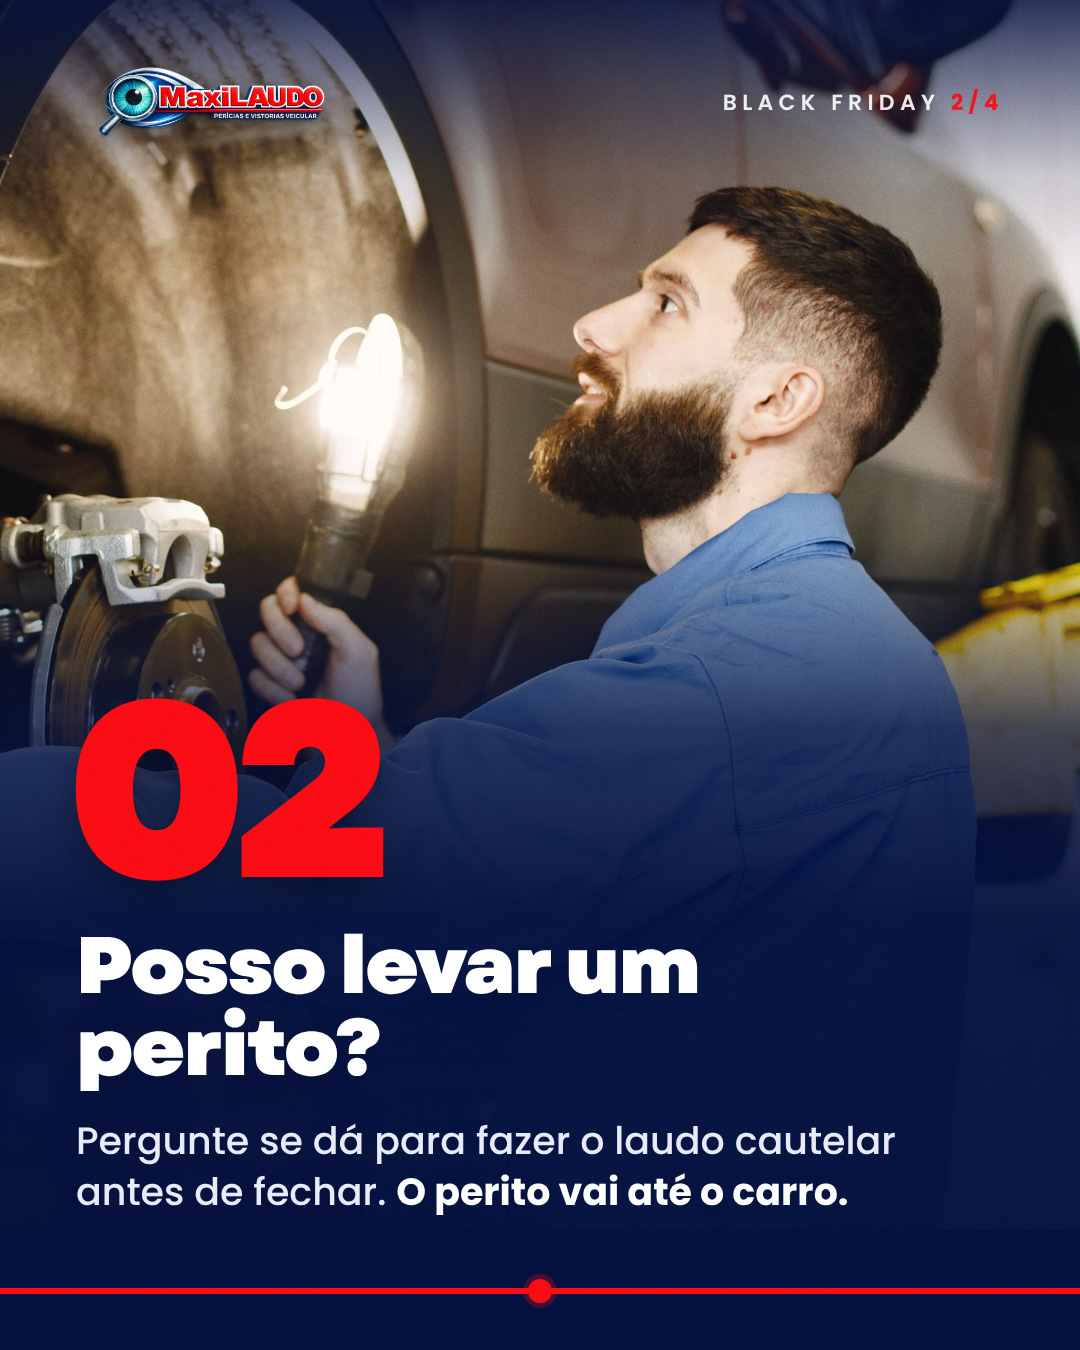 MaxiLAUDO
PERÍCIAS E VISTORIAS VEICULAR
BLACK FRIDAY 2/4
02
Posso levar um
perito?
Pergunte se dá para fazer o laudo cautelar
antes de fechar. O perito vai até o carro.